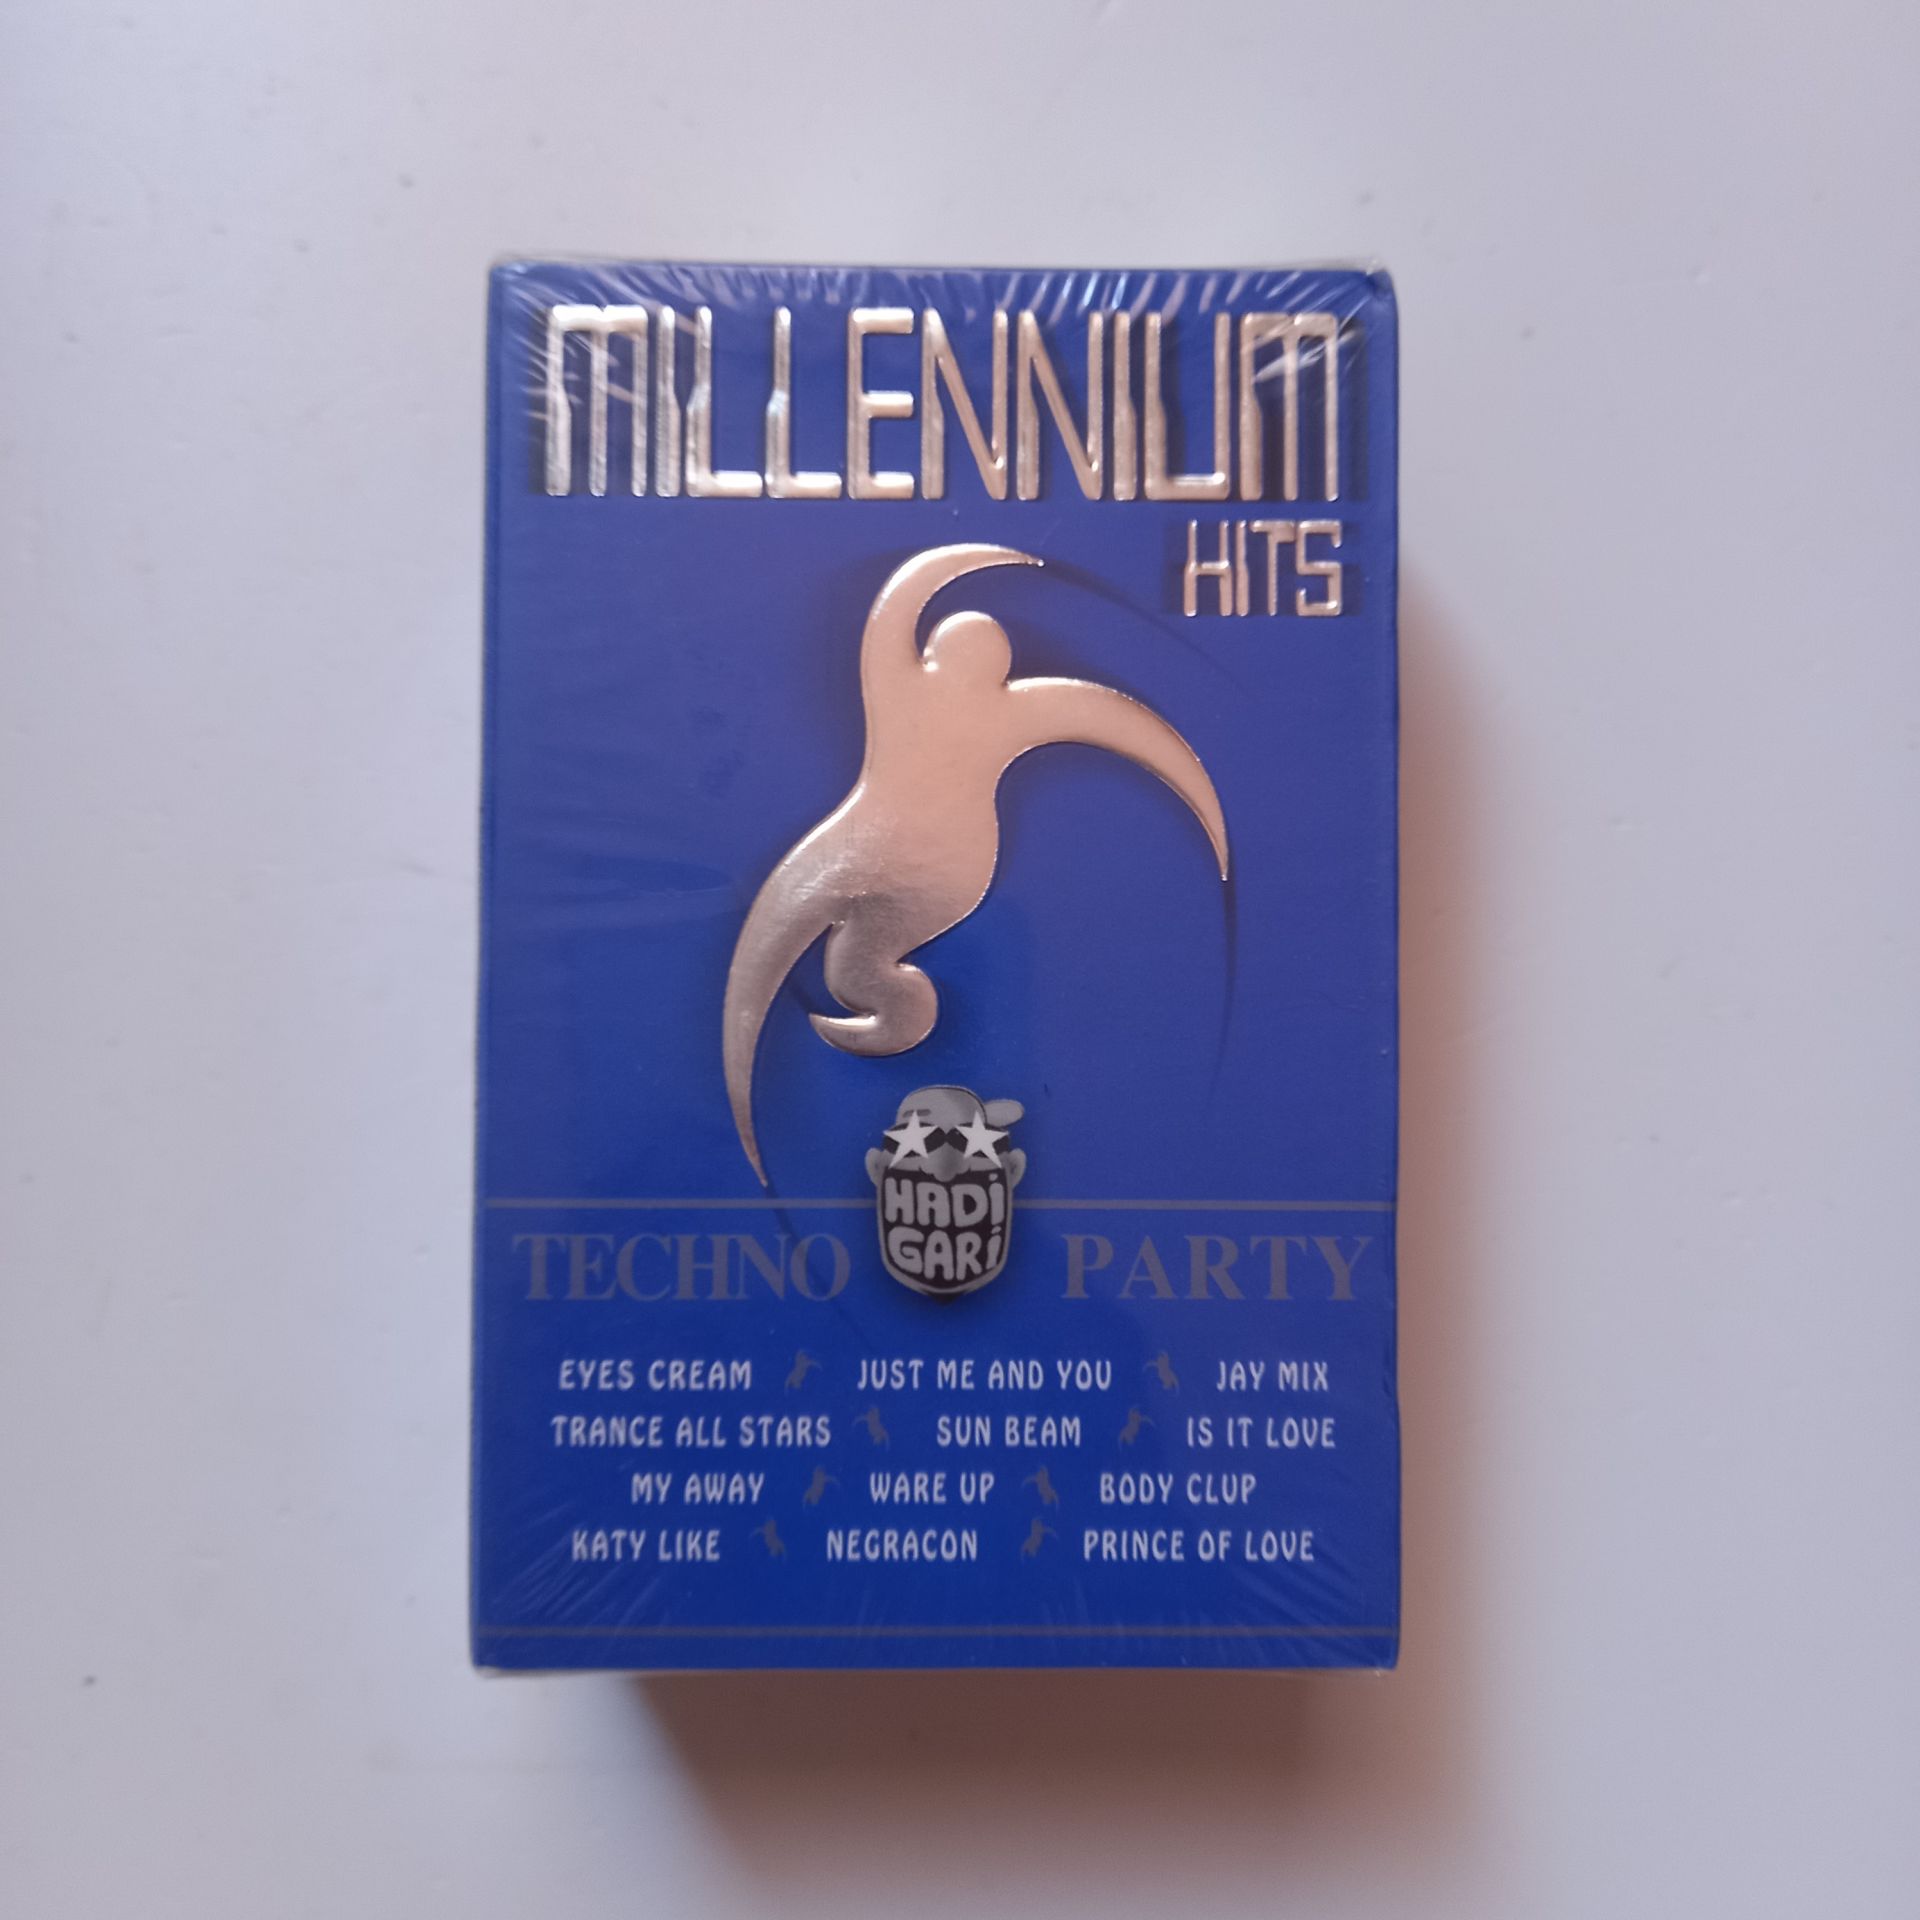 MILLENNIUM
HITS
HADi
GARi
TECHNO PARTY
EYES CREAM JUST ME AND YOU JAY MIX
TRANCE ALL STARS SUN BEAM IS IT LOVE
MY AWAY WARE UP BODY CLUP
KATY LIKE NEGRACON PRINCE OF LOVE